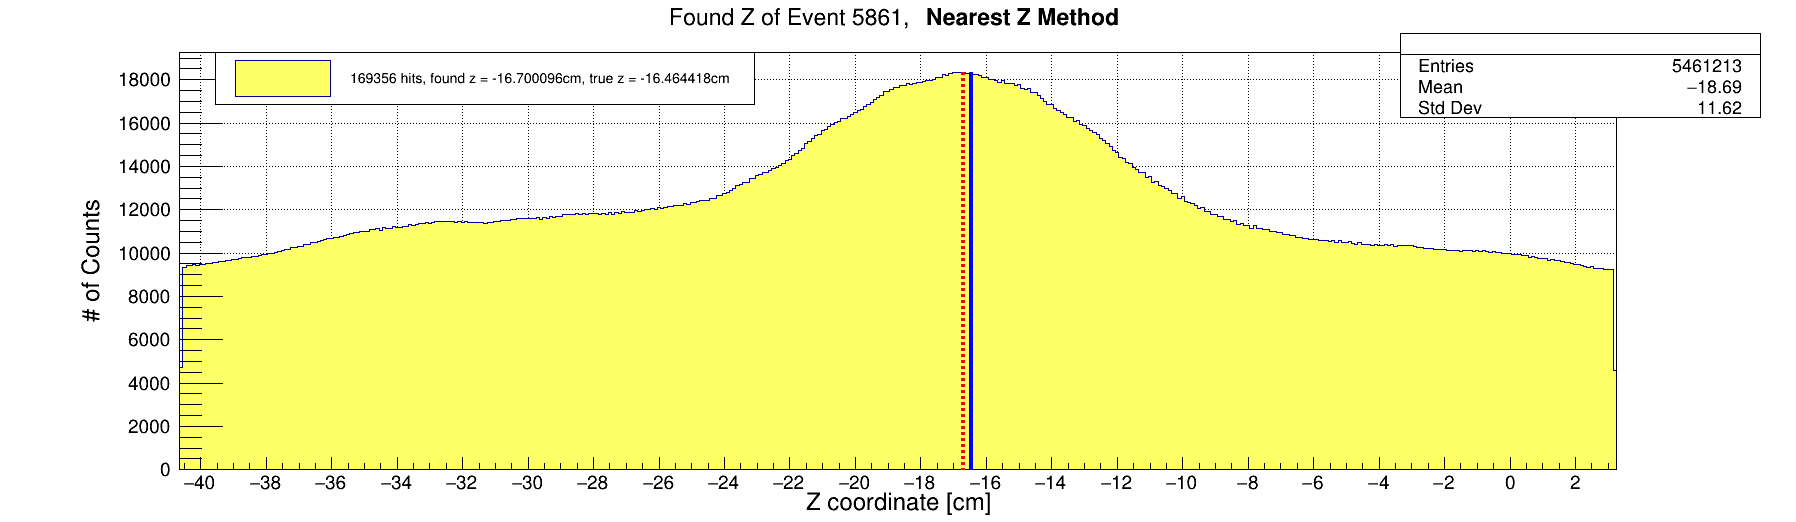 Found Z of Event 5861, Nearest Z Method
169356 hits, found z = -16.700096cm, true z = -16.464418cm
Entries 5461213
Mean −18.69
Std Dev 11.62
# of Counts
18000
16000
14000
12000
10000
8000
6000
4000
2000
0
−40 −38 −36 −34 −32 −30 −28 −26 −24 −22 −20 −18 −16 −14 −12 −10 −8 −6 −4 −2 0 2
Z coordinate [cm]